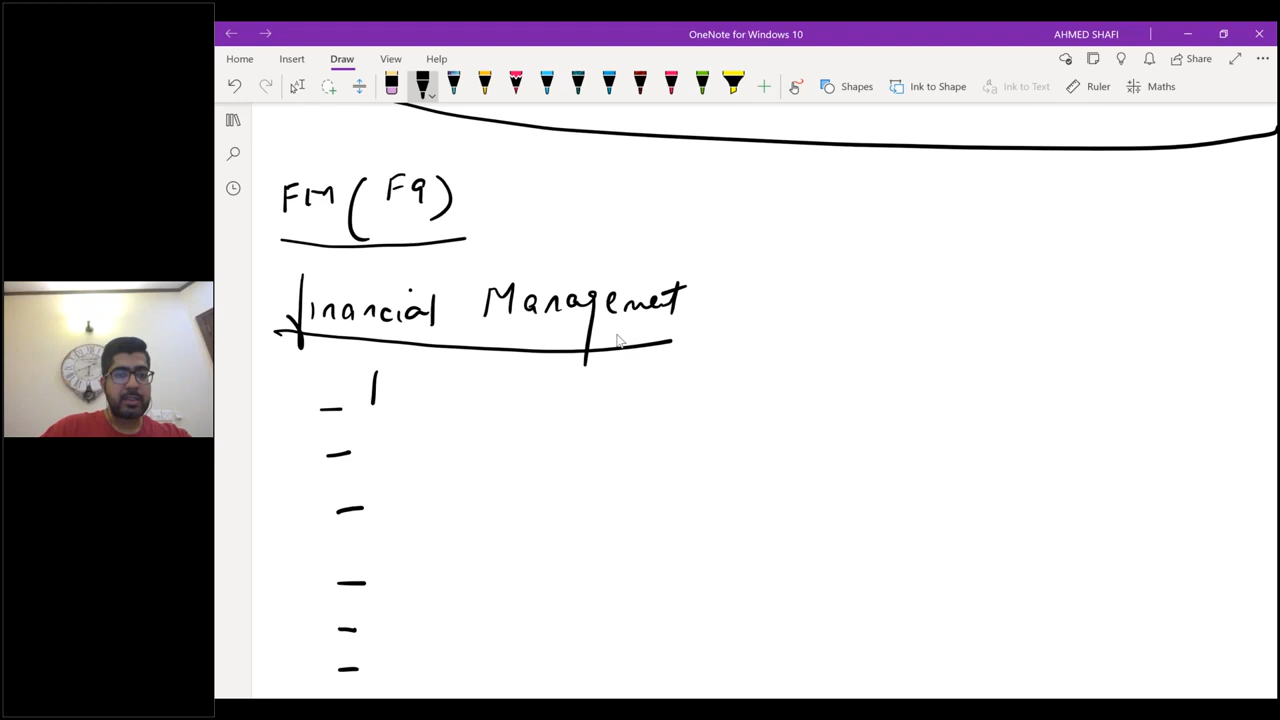 OneNote for Windows 10
AHMED SHAFI
Home Insert Draw View Help
Share
Shapes Ink to Shape Ink to Text Ruler Maths
FM (F9)
Financial Management
-
-
-
-
-
-